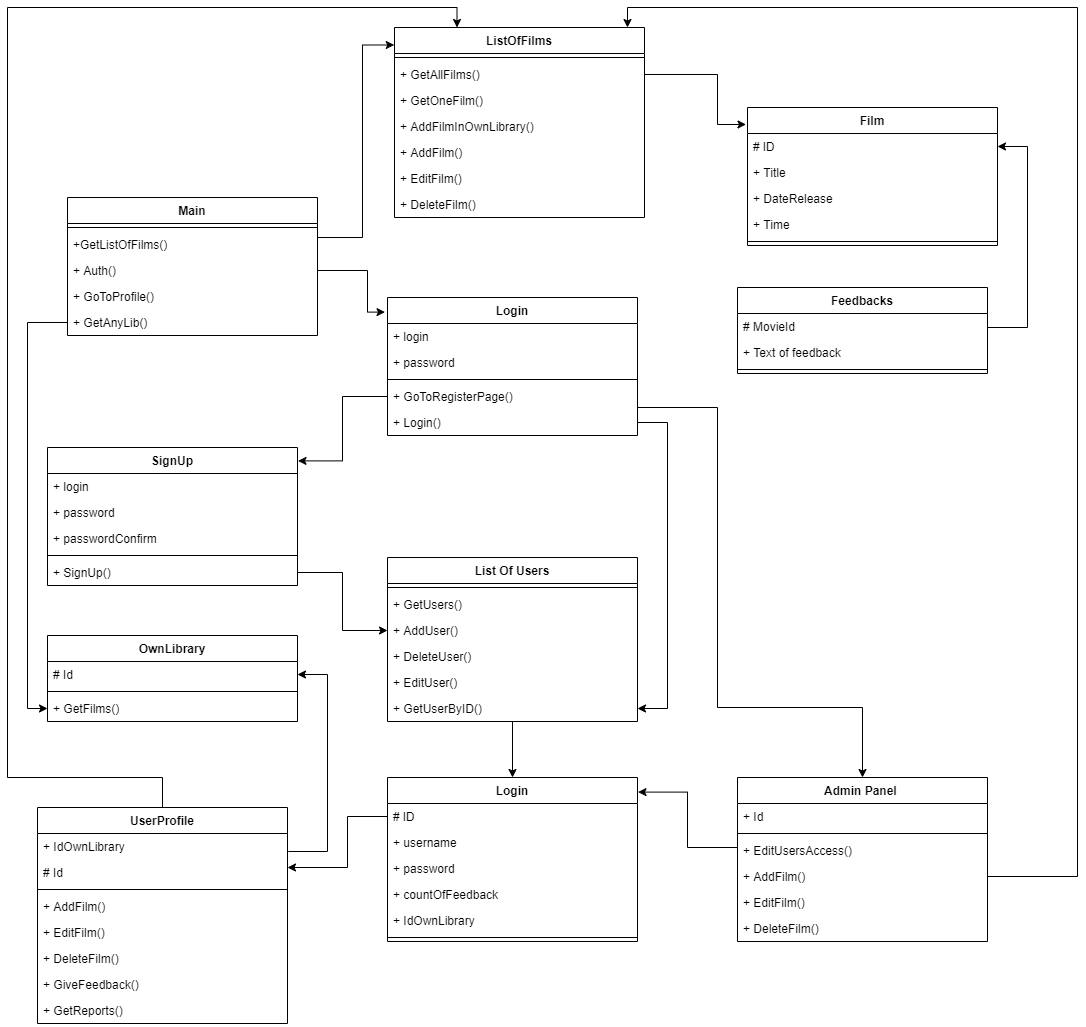 ListOfFilms
+ GetAllFilms()
+ GetOneFilm()
+ AddFilmInOwnLibrary()
+ AddFilm()
+ EditFilm()
+ DeleteFilm()
Film
# ID
+ Title
+ DateRelease
+ Time
Main
+GetListOfFilms()
+ Auth()
+ GoToProfile()
+ GetAnyLib()
Feedbacks
# MovieId
+ Text of feedback
Login
+ login
+ password
+ GoToRegisterPage()
+ Login()
SignUp
+ login
+ password
+ passwordConfirm
+ SignUp()
List Of Users
+ GetUsers()
+ AddUser()
+ DeleteUser()
+ EditUser()
+ GetUserByID()
OwnLibrary
# Id
+ GetFilms()
UserProfile
+ IdOwnLibrary
# Id
+ AddFilm()
+ EditFilm()
+ DeleteFilm()
+ GiveFeedback()
+ GetReports()
Login
# ID
+ username
+ password
+ countOfFeedback
+ IdOwnLibrary
Admin Panel
+ Id
+ EditUsersAccess()
+ AddFilm()
+ EditFilm()
+ DeleteFilm()